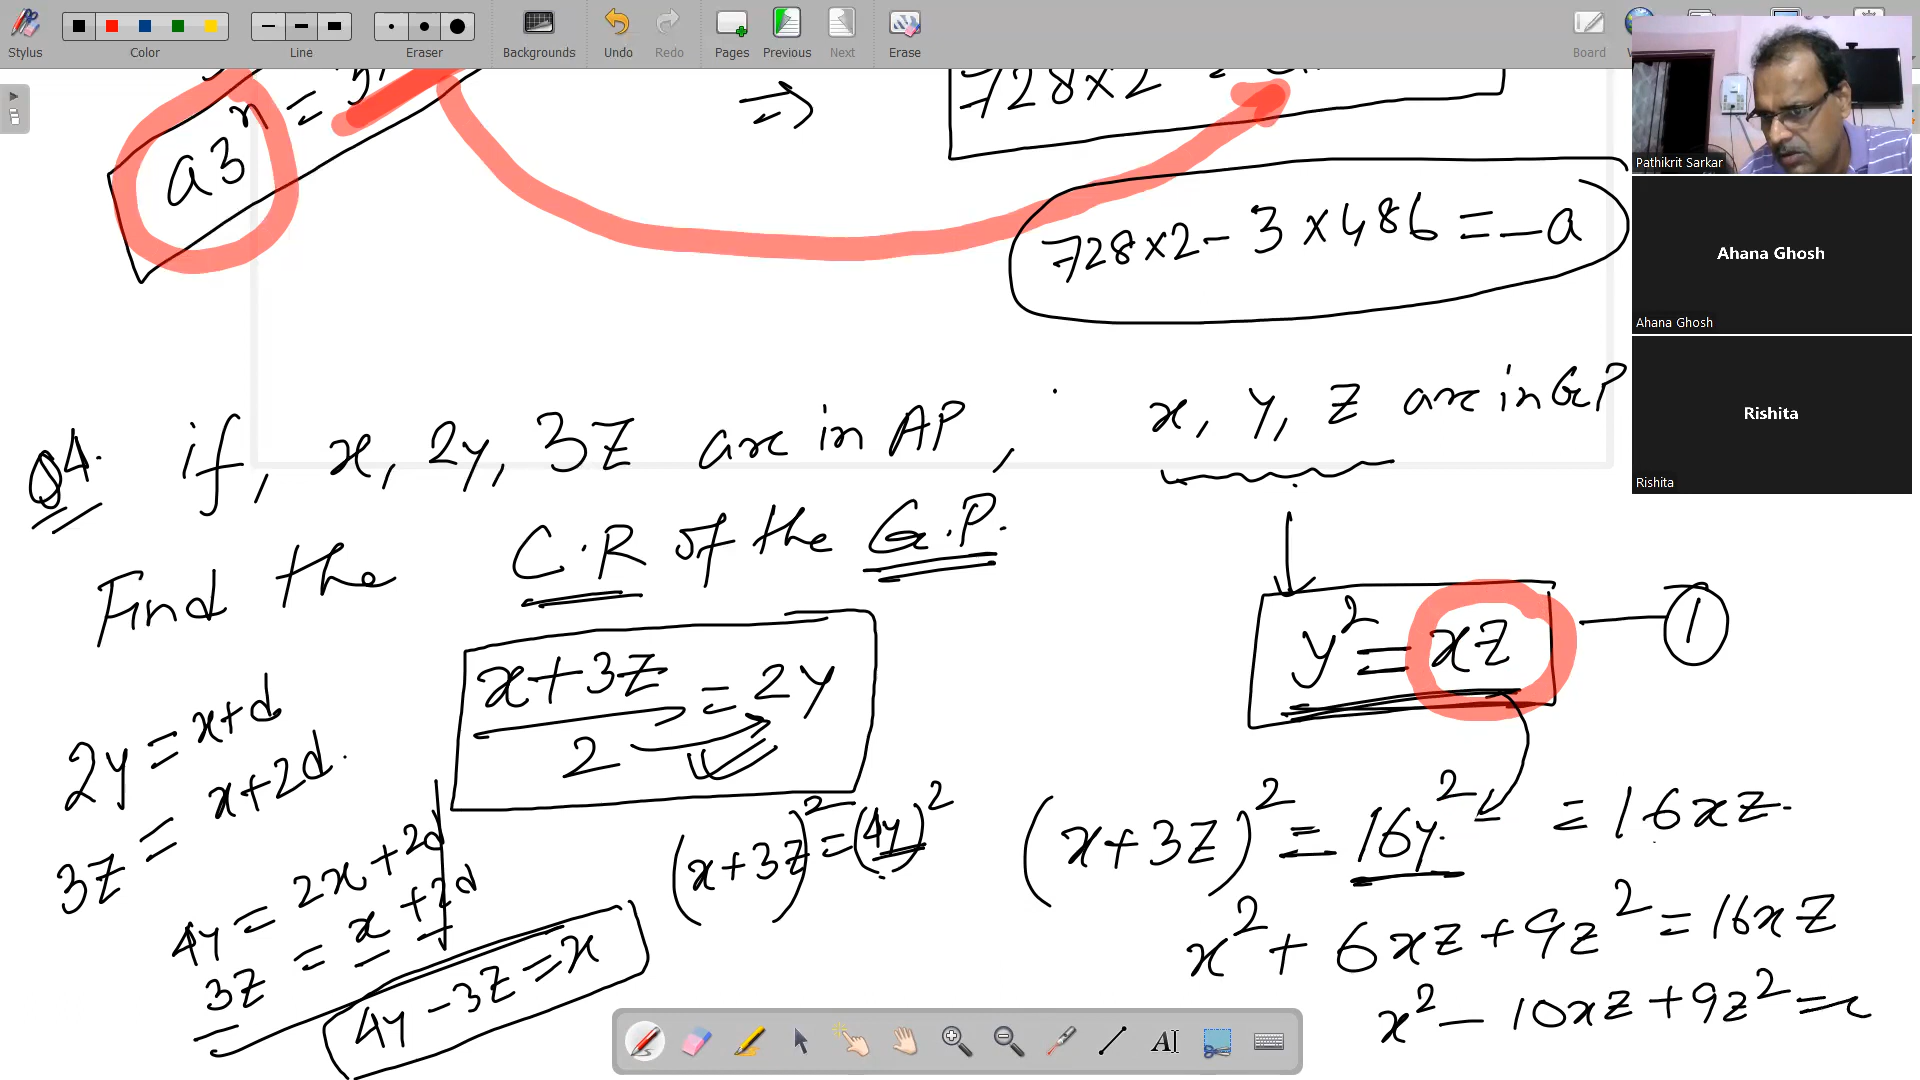 Stylus Color Line Eraser Backgrounds Undo Redo Pages Previous Next Erase Board
a3ⁿ =
⇒ 728×2
728×2 - 3×486 = -a
Pathikrit Sarkar
Ahana Ghosh
Ahana Ghosh
Rishita
Rishita
Q4. if, x, 2y, 3z are in AP, x, y, z are in GP
Find the C.R of the G.P.
y² = xz — 1
x+3z/2 = 2y
2y = x+d
3z = x+2d.
4y = 2x+2d
3z = x+2d
4y - 3z = x
(x+3z)² = (4y)²
(x+3z)² = 16y² = 16xz.
x² + 6xz + 9z² = 16xz
x² - 10xz + 9z² =